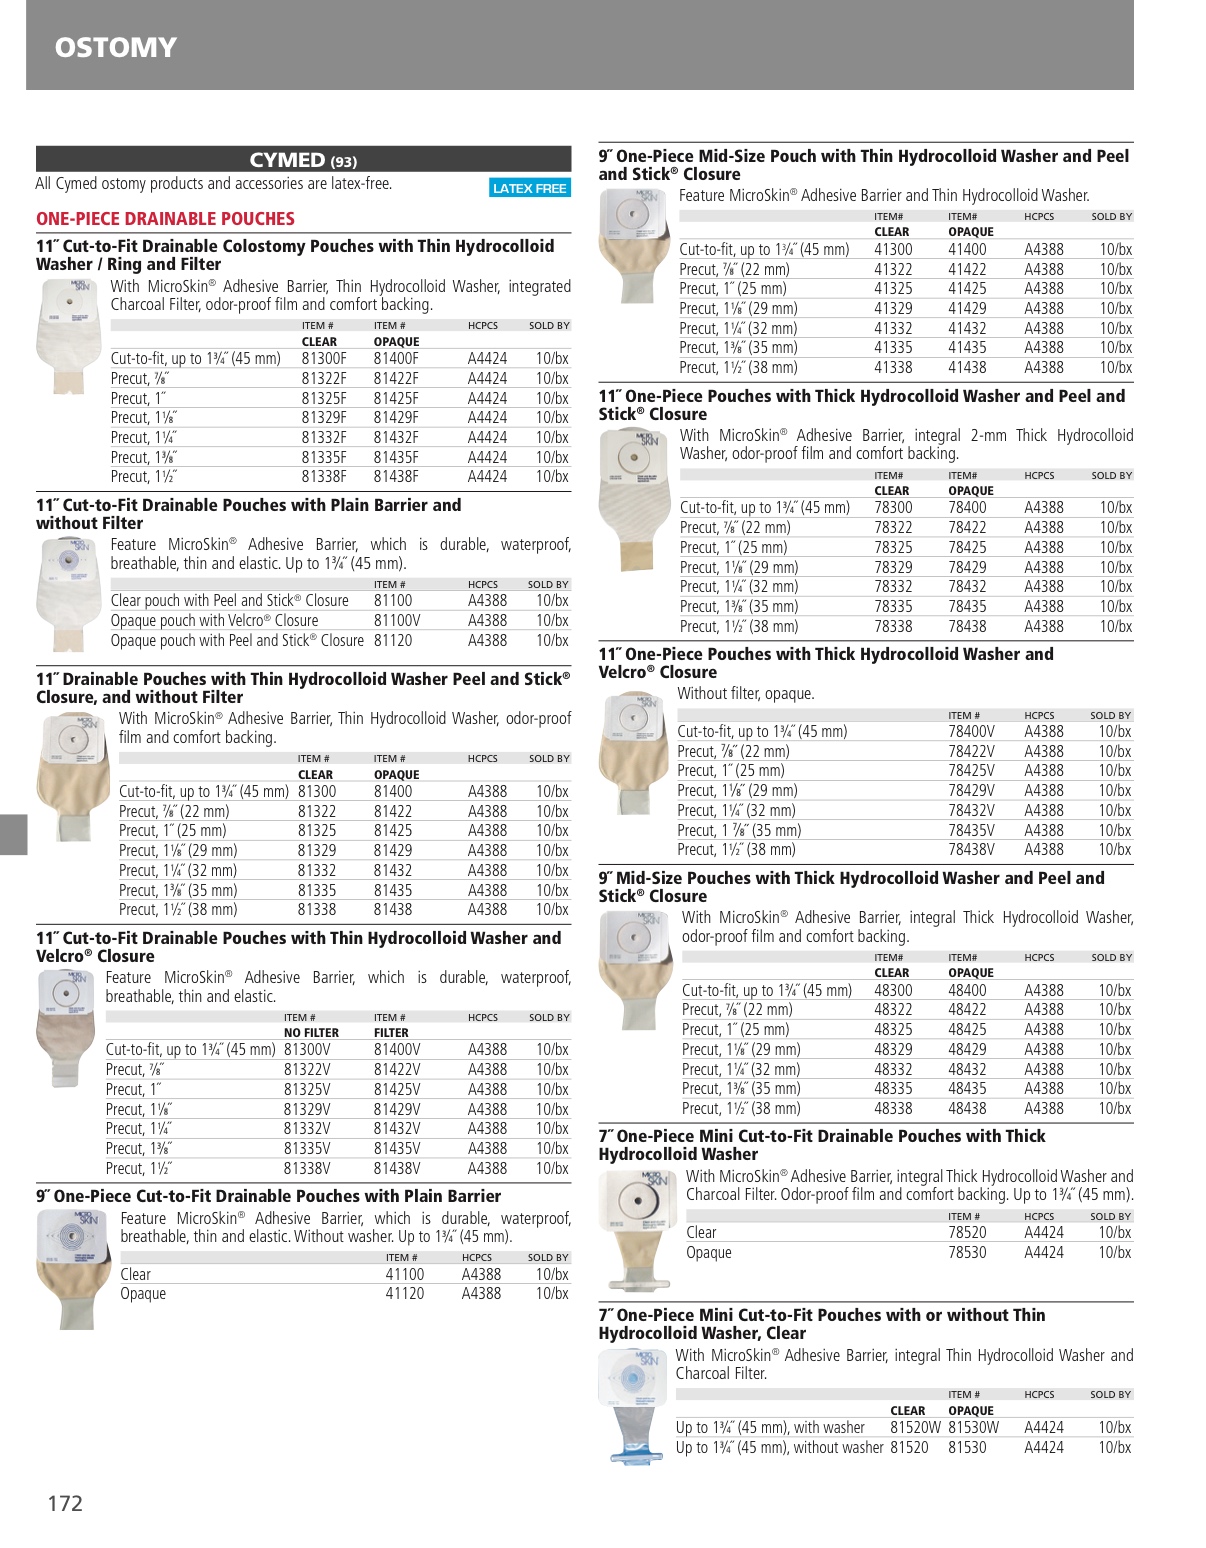 OSTOMY
CYMED (93)
All Cymed ostomy products and accessories are latex-free.
LATEX FREE
ONE-PIECE DRAINABLE POUCHES
11˝ Cut-to-Fit Drainable Colostomy Pouches with Thin Hydrocolloid
Washer / Ring and Filter
With MicroSkin® Adhesive Barrier, Thin Hydrocolloid Washer, integrated
Charcoal Filter, odor-proof film and comfort backing.
ITEM # ITEM # HCPCS SOLD BY
CLEAR OPAQUE
Cut-to-fit, up to 1¾˝ (45 mm) 81300F 81400F A4424 10/bx
Precut, ⅞˝ 81322F 81422F A4424 10/bx
Precut, 1˝ 81325F 81425F A4424 10/bx
Precut, 1⅛˝ 81329F 81429F A4424 10/bx
Precut, 1¼˝ 81332F 81432F A4424 10/bx
Precut, 1⅜˝ 81335F 81435F A4424 10/bx
Precut, 1½˝ 81338F 81438F A4424 10/bx
11˝ Cut-to-Fit Drainable Pouches with Plain Barrier and
without Filter
Feature MicroSkin® Adhesive Barrier, which is durable, waterproof,
breathable, thin and elastic. Up to 1¾˝ (45 mm).
ITEM # HCPCS SOLD BY
Clear pouch with Peel and Stick® Closure 81100 A4388 10/bx
Opaque pouch with Velcro® Closure 81100V A4388 10/bx
Opaque pouch with Peel and Stick® Closure 81120 A4388 10/bx
11˝ Drainable Pouches with Thin Hydrocolloid Washer Peel and Stick®
Closure, and without Filter
With MicroSkin® Adhesive Barrier, Thin Hydrocolloid Washer, odor-proof
film and comfort backing.
ITEM # ITEM # HCPCS SOLD BY
CLEAR OPAQUE
Cut-to-fit, up to 1¾˝ (45 mm) 81300 81400 A4388 10/bx
Precut, ⅞˝ (22 mm) 81322 81422 A4388 10/bx
Precut, 1˝ (25 mm) 81325 81425 A4388 10/bx
Precut, 1⅛˝ (29 mm) 81329 81429 A4388 10/bx
Precut, 1¼˝ (32 mm) 81332 81432 A4388 10/bx
Precut, 1⅜˝ (35 mm) 81335 81435 A4388 10/bx
Precut, 1½˝ (38 mm) 81338 81438 A4388 10/bx
11˝ Cut-to-Fit Drainable Pouches with Thin Hydrocolloid Washer and
Velcro® Closure
Feature MicroSkin® Adhesive Barrier, which is durable, waterproof,
breathable, thin and elastic.
ITEM # ITEM # HCPCS SOLD BY
NO FILTER FILTER
Cut-to-fit, up to 1¾˝ (45 mm) 81300V 81400V A4388 10/bx
Precut, ⅞˝ 81322V 81422V A4388 10/bx
Precut, 1˝ 81325V 81425V A4388 10/bx
Precut, 1⅛˝ 81329V 81429V A4388 10/bx
Precut, 1¼˝ 81332V 81432V A4388 10/bx
Precut, 1⅜˝ 81335V 81435V A4388 10/bx
Precut, 1½˝ 81338V 81438V A4388 10/bx
9˝ One-Piece Cut-to-Fit Drainable Pouches with Plain Barrier
Feature MicroSkin® Adhesive Barrier, which is durable, waterproof,
breathable, thin and elastic. Without washer. Up to 1¾˝ (45 mm).
ITEM # HCPCS SOLD BY
Clear 41100 A4388 10/bx
Opaque 41120 A4388 10/bx
9˝ One-Piece Mid-Size Pouch with Thin Hydrocolloid Washer and Peel
and Stick® Closure
Feature MicroSkin® Adhesive Barrier and Thin Hydrocolloid Washer.
ITEM# ITEM# HCPCS SOLD BY
CLEAR OPAQUE
Cut-to-fit, up to 1¾˝ (45 mm) 41300 41400 A4388 10/bx
Precut, ⅞˝ (22 mm) 41322 41422 A4388 10/bx
Precut, 1˝ (25 mm) 41325 41425 A4388 10/bx
Precut, 1⅛˝ (29 mm) 41329 41429 A4388 10/bx
Precut, 1¼˝ (32 mm) 41332 41432 A4388 10/bx
Precut, 1⅜˝ (35 mm) 41335 41435 A4388 10/bx
Precut, 1½˝ (38 mm) 41338 41438 A4388 10/bx
11˝ One-Piece Pouches with Thick Hydrocolloid Washer and Peel and
Stick® Closure
With MicroSkin® Adhesive Barrier, integral 2-mm Thick Hydrocolloid
Washer, odor-proof film and comfort backing.
ITEM# ITEM# HCPCS SOLD BY
CLEAR OPAQUE
Cut-to-fit, up to 1¾˝ (45 mm) 78300 78400 A4388 10/bx
Precut, ⅞˝ (22 mm) 78322 78422 A4388 10/bx
Precut, 1˝ (25 mm) 78325 78425 A4388 10/bx
Precut, 1⅛˝ (29 mm) 78329 78429 A4388 10/bx
Precut, 1¼˝ (32 mm) 78332 78432 A4388 10/bx
Precut, 1⅜˝ (35 mm) 78335 78435 A4388 10/bx
Precut, 1½˝ (38 mm) 78338 78438 A4388 10/bx
11˝ One-Piece Pouches with Thick Hydrocolloid Washer and
Velcro® Closure
Without filter, opaque.
ITEM # HCPCS SOLD BY
Cut-to-fit, up to 1¾˝ (45 mm) 78400V A4388 10/bx
Precut, ⅞˝ (22 mm) 78422V A4388 10/bx
Precut, 1˝ (25 mm) 78425V A4388 10/bx
Precut, 1⅛˝ (29 mm) 78429V A4388 10/bx
Precut, 1¼˝ (32 mm) 78432V A4388 10/bx
Precut, 1 ⅞˝ (35 mm) 78435V A4388 10/bx
Precut, 1½˝ (38 mm) 78438V A4388 10/bx
9˝ Mid-Size Pouches with Thick Hydrocolloid Washer and Peel and
Stick® Closure
With MicroSkin® Adhesive Barrier, integral Thick Hydrocolloid Washer,
odor-proof film and comfort backing.
ITEM# ITEM# HCPCS SOLD BY
CLEAR OPAQUE
Cut-to-fit, up to 1¾˝ (45 mm) 48300 48400 A4388 10/bx
Precut, ⅞˝ (22 mm) 48322 48422 A4388 10/bx
Precut, 1˝ (25 mm) 48325 48425 A4388 10/bx
Precut, 1⅛˝ (29 mm) 48329 48429 A4388 10/bx
Precut, 1¼˝ (32 mm) 48332 48432 A4388 10/bx
Precut, 1⅜˝ (35 mm) 48335 48435 A4388 10/bx
Precut, 1½˝ (38 mm) 48338 48438 A4388 10/bx
7˝ One-Piece Mini Cut-to-Fit Drainable Pouches with Thick
Hydrocolloid Washer
With MicroSkin® Adhesive Barrier, integral Thick Hydrocolloid Washer and
Charcoal Filter. Odor-proof film and comfort backing. Up to 1¾˝ (45 mm).
ITEM # HCPCS SOLD BY
Clear 78520 A4424 10/bx
Opaque 78530 A4424 10/bx
7˝ One-Piece Mini Cut-to-Fit Pouches with or without Thin
Hydrocolloid Washer, Clear
With MicroSkin® Adhesive Barrier, integral Thin Hydrocolloid Washer and
Charcoal Filter.
ITEM # HCPCS SOLD BY
CLEAR OPAQUE
Up to 1¾˝ (45 mm), with washer 81520W 81530W A4424 10/bx
Up to 1¾˝ (45 mm), without washer 81520 81530 A4424 10/bx
172